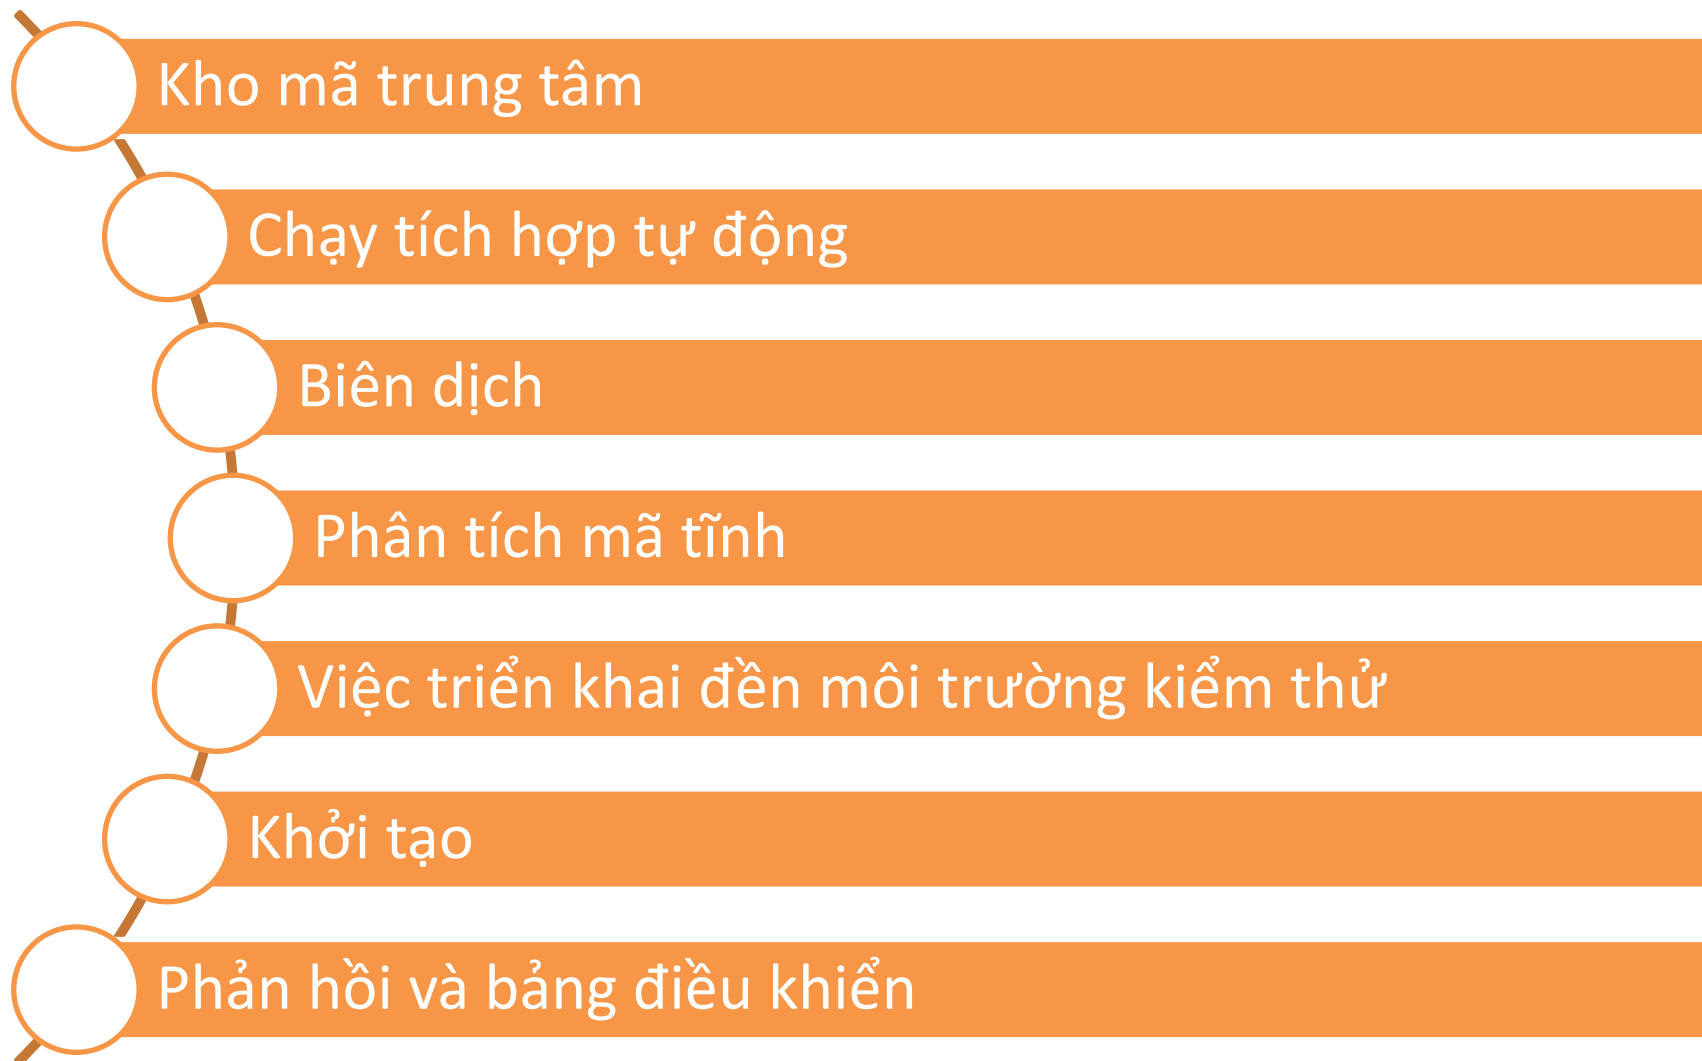 Kho mã trung tâm
Chạy tích hợp tự động
Biên dịch
Phân tích mã tĩnh
Việc triển khai đền môi trường kiểm thử
Khởi tạo
Phản hồi và bảng điều khiển